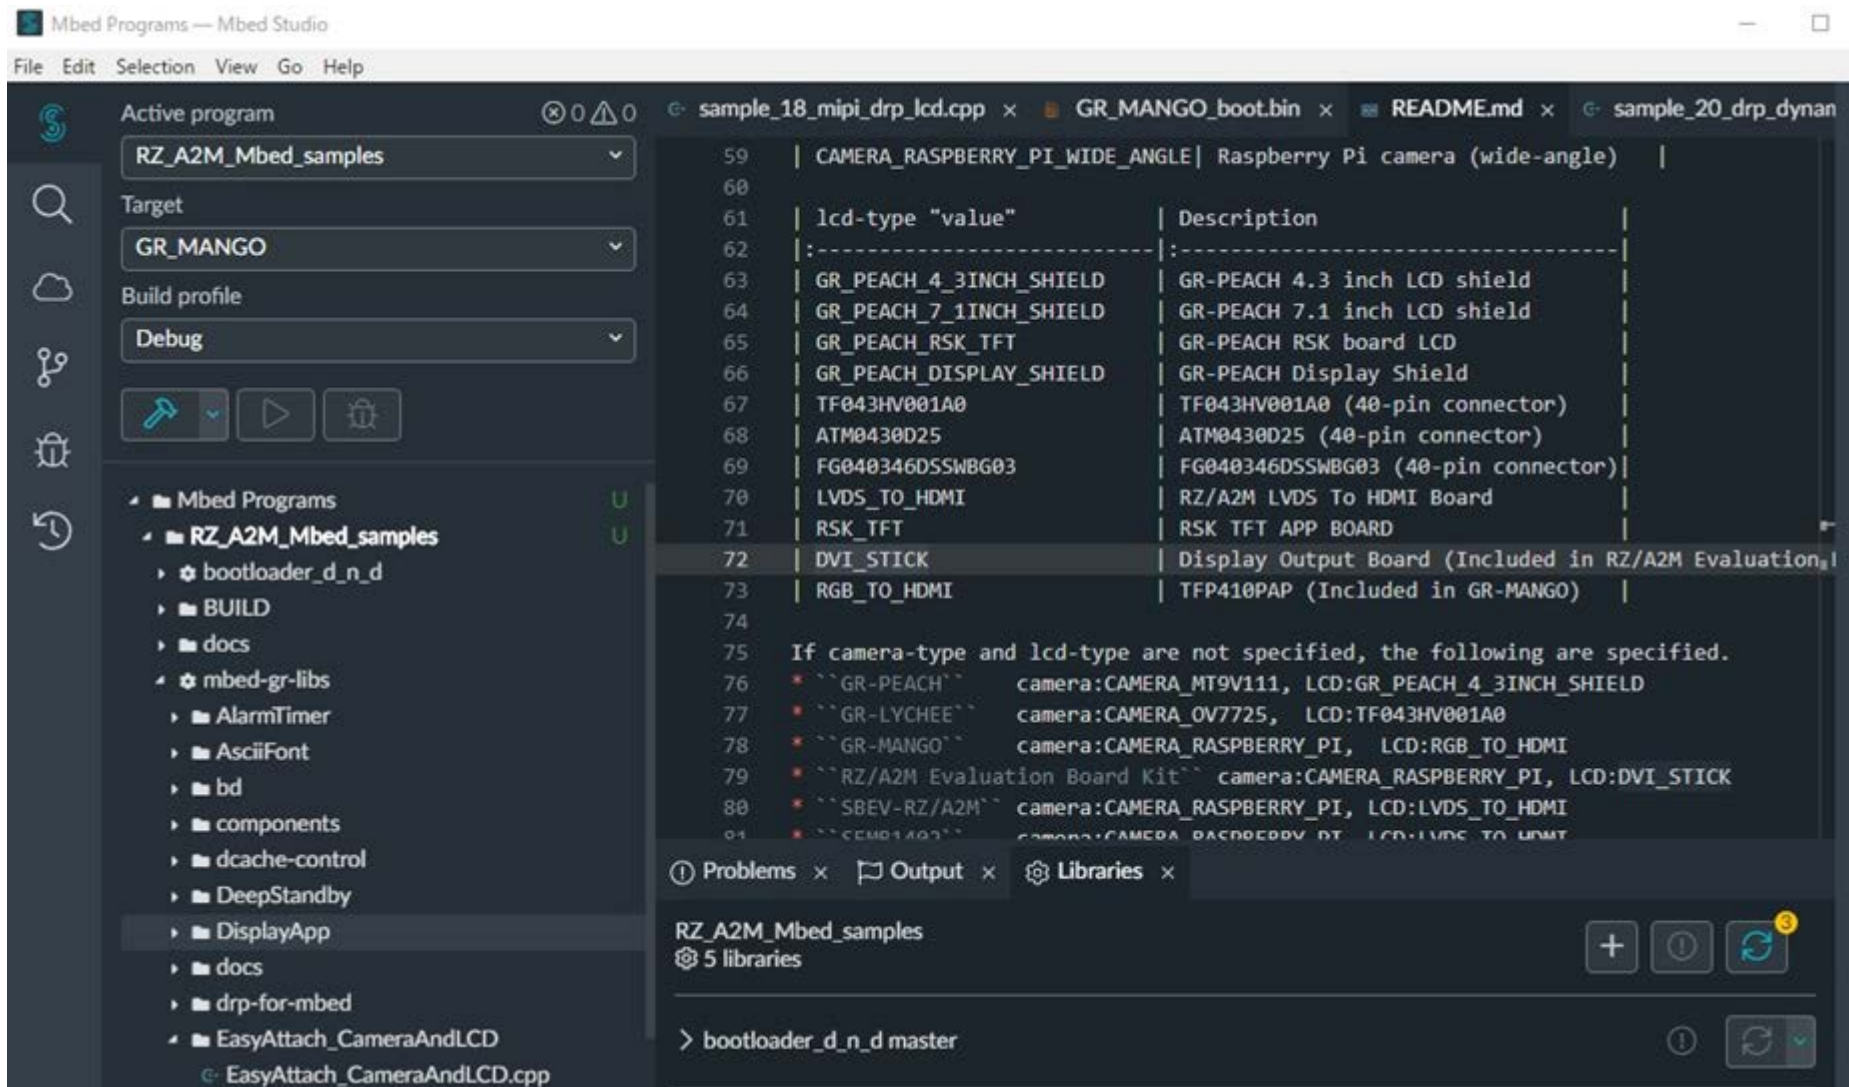 Mbed Programs — Mbed Studio
File Edit Selection View Go Help
Active program
0 0
RZ_A2M_Mbed_samples
Target
GR_MANGO
Build profile
Debug
Mbed Programs U
RZ_A2M_Mbed_samples U
bootloader_d_n_d
BUILD
docs
mbed-gr-libs
AlarmTimer
AsciiFont
bd
components
dcache-control
DeepStandby
DisplayApp
docs
drp-for-mbed
EasyAttach_CameraAndLCD
EasyAttach_CameraAndLCD.cpp
sample_18_mipi_drp_lcd.cpp × GR_MANGO_boot.bin × README.md × sample_20_drp_dynam
59 | CAMERA_RASPBERRY_PI_WIDE_ANGLE| Raspberry Pi camera (wide-angle) |
60
61 | lcd-type "value" | Description |
62 |:---------------------------|:-----------------------------------|
63 | GR_PEACH_4_3INCH_SHIELD | GR-PEACH 4.3 inch LCD shield |
64 | GR_PEACH_7_1INCH_SHIELD | GR-PEACH 7.1 inch LCD shield |
65 | GR_PEACH_RSK_TFT | GR-PEACH RSK board LCD |
66 | GR_PEACH_DISPLAY_SHIELD | GR-PEACH Display Shield |
67 | TF043HV001A0 | TF043HV001A0 (40-pin connector) |
68 | ATM0430D25 | ATM0430D25 (40-pin connector) |
69 | FG040346DSSWBG03 | FG040346DSSWBG03 (40-pin connector)|
70 | LVDS_TO_HDMI | RZ/A2M LVDS To HDMI Board |
71 | RSK_TFT | RSK TFT APP BOARD |
72 | DVI_STICK | Display Output Board (Included in RZ/A2M Evaluation
73 | RGB_TO_HDMI | TFP410PAP (Included in GR-MANGO) |
74
75 If camera-type and lcd-type are not specified, the following are specified.
76 * ``GR-PEACH`` camera:CAMERA_MT9V111, LCD:GR_PEACH_4_3INCH_SHIELD
77 * ``GR-LYCHEE`` camera:CAMERA_OV7725, LCD:TF043HV001A0
78 * ``GR-MANGO`` camera:CAMERA_RASPBERRY_PI, LCD:RGB_TO_HDMI
79 * ``RZ/A2M Evaluation Board Kit`` camera:CAMERA_RASPBERRY_PI, LCD:DVI_STICK
80 * ``SBEV-RZ/A2M`` camera:CAMERA_RASPBERRY_PI, LCD:LVDS_TO_HDMI
81 * ``SEMB1402`` camera:CAMERA_RASPBERRY_PI, LCD:LVDS_TO_HDMI
Problems × Output × Libraries ×
RZ_A2M_Mbed_samples
5 libraries
3
bootloader_d_n_d master